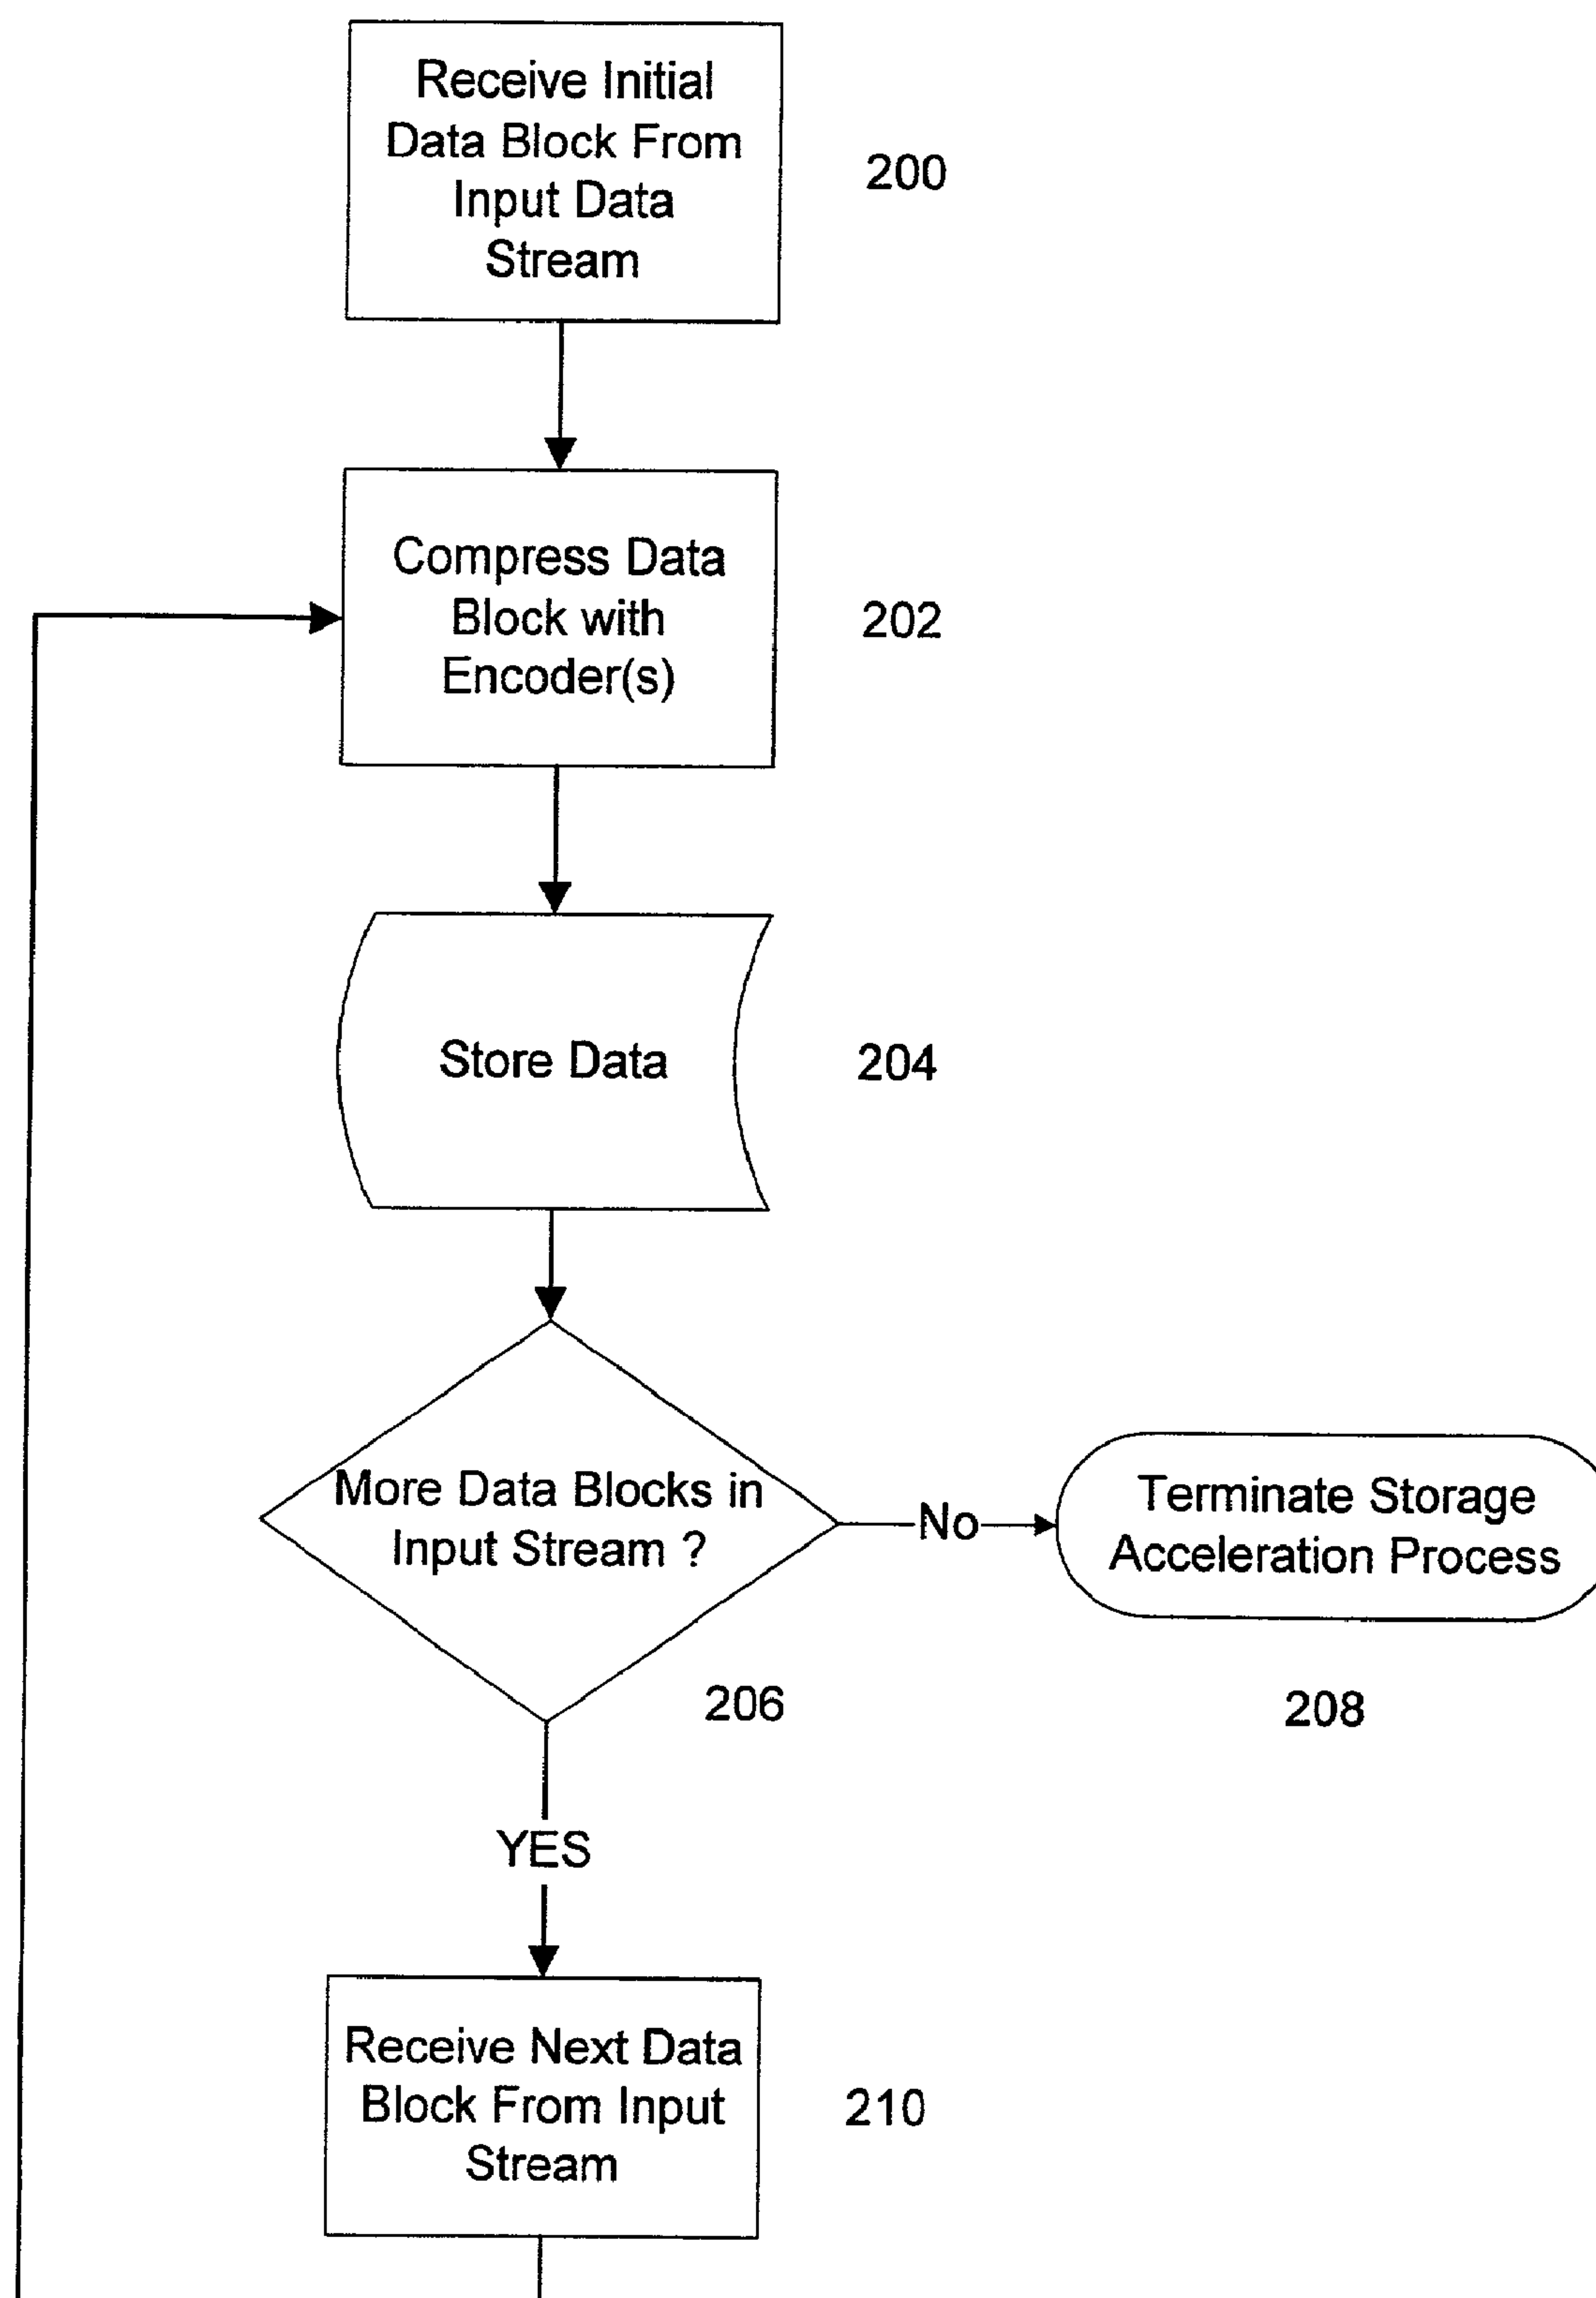 Receive Initial
Data Block From
Input Data
Stream
200
Compress Data
Block with
Encoder(s)
202
Store Data
204
More Data Blocks in
Input Stream ?
No
Terminate Storage
Acceleration Process
206
208
YES
Receive Next Data
Block From Input
Stream
210